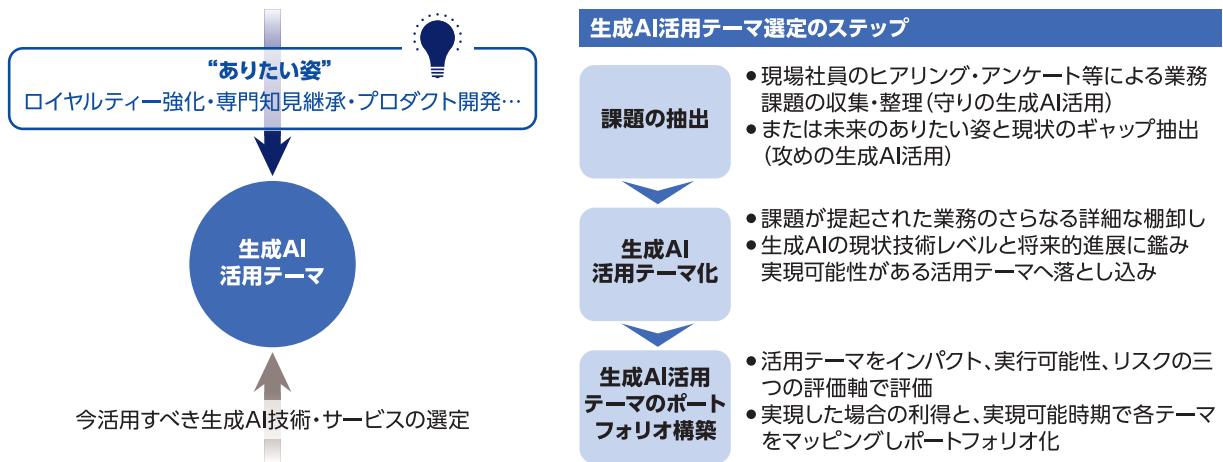 “ありたい姿”
ロイヤルティー強化・専門知見継承・プロダクト開発…
生成AI
活用テーマ
今活用すべき生成AI技術・サービスの選定
生成AI活用テーマ選定のステップ
課題の抽出
●現場社員のヒアリング・アンケート等による業務
課題の収集・整理（守りの生成AI活用）
●または未来のありたい姿と現状のギャップ抽出
（攻めの生成AI活用）
生成AI
活用テーマ化
●課題が提起された業務のさらなる詳細な棚卸し
●生成AIの現状技術レベルと将来的進展に鑑み
実現可能性がある活用テーマへ落とし込み
生成AI活用
テーマのポート
フォリオ構築
●活用テーマをインパクト、実行可能性、リスクの三
つの評価軸で評価
●実現した場合の利得と、実現可能時期で各テーマ
をマッピングしポートフォリオ化